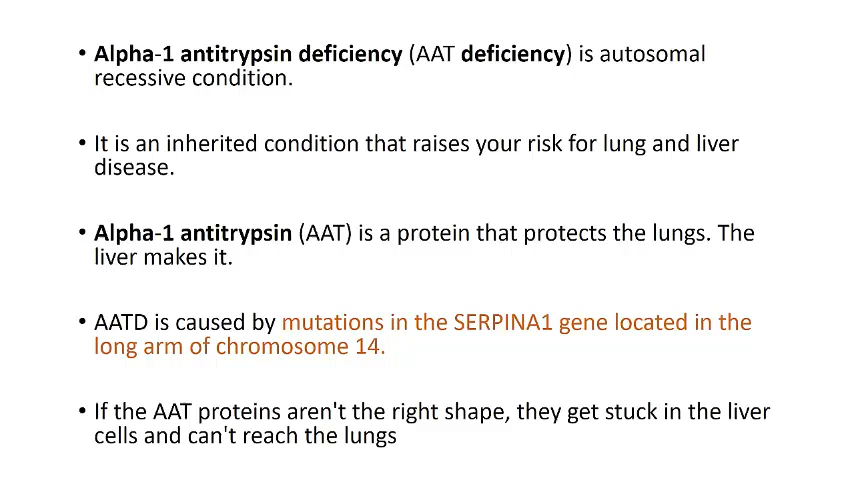 • Alpha-1 antitrypsin deficiency (AAT deficiency) is autosomal
recessive condition.
• It is an inherited condition that raises your risk for lung and liver
disease.
• Alpha-1 antitrypsin (AAT) is a protein that protects the lungs. The
liver makes it.
• AATD is caused by mutations in the SERPINA1 gene located in the
long arm of chromosome 14.
• If the AAT proteins aren't the right shape, they get stuck in the liver
cells and can't reach the lungs